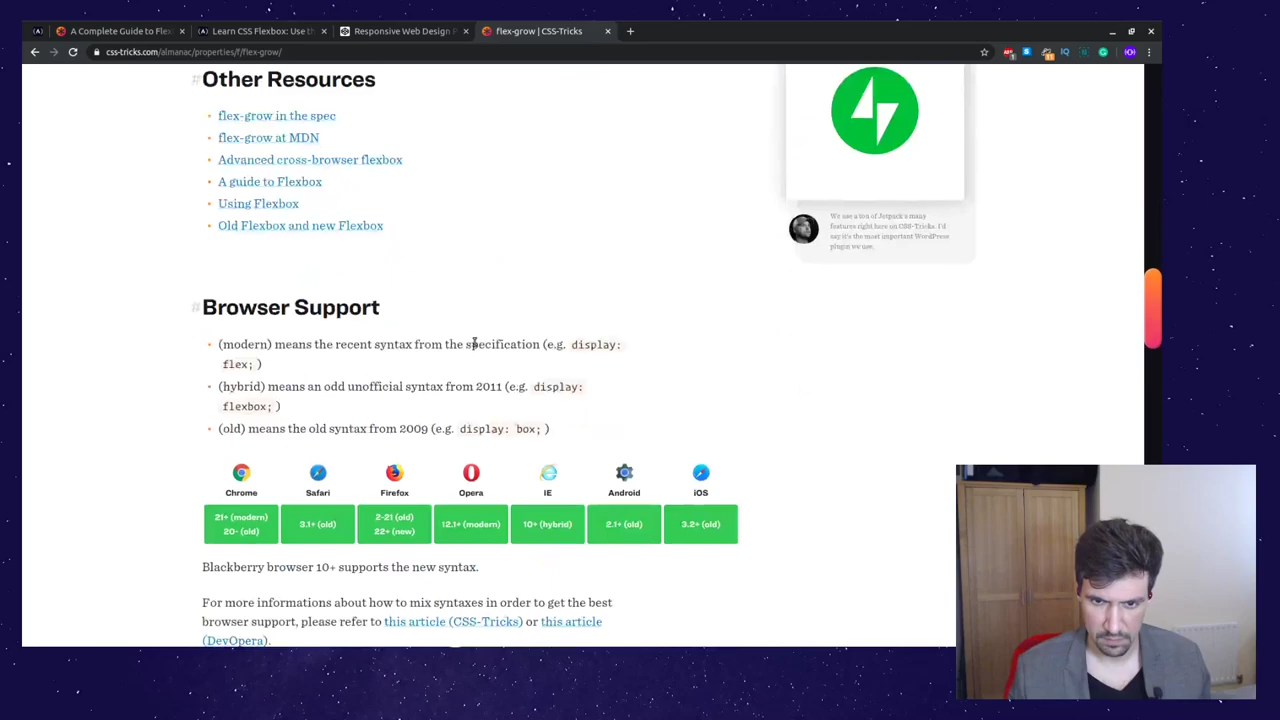 A Complete Guide to Flex
Learn CSS Flexbox: Use th
Responsive Web Design P
flex-grow | CSS-Tricks
css-tricks.com/almanac/properties/f/flex-grow/
#Other Resources
flex-grow in the spec
flex-grow at MDN
Advanced cross-browser flexbox
A guide to Flexbox
Using Flexbox
Old Flexbox and new Flexbox
We use a ton of Jetpack's many
features right here on CSS-Tricks. I'd
say it's the most important WordPress
plugin we use.
#Browser Support
(modern) means the recent syntax from the specification (e.g. display:
flex; )
(hybrid) means an odd unofficial syntax from 2011 (e.g. display:
flexbox; )
(old) means the old syntax from 2009 (e.g. display: box; )
Chrome Safari Firefox Opera IE Android iOS
21+ (modern) 2-21 (old)
3.1+ (old) 12.1+ (modern) 10+ (hybrid) 2.1+ (old) 3.2+ (old)
20- (old) 22+ (new)
Blackberry browser 10+ supports the new syntax.
For more informations about how to mix syntaxes in order to get the best
browser support, please refer to this article (CSS-Tricks) or this article
(DevOpera).